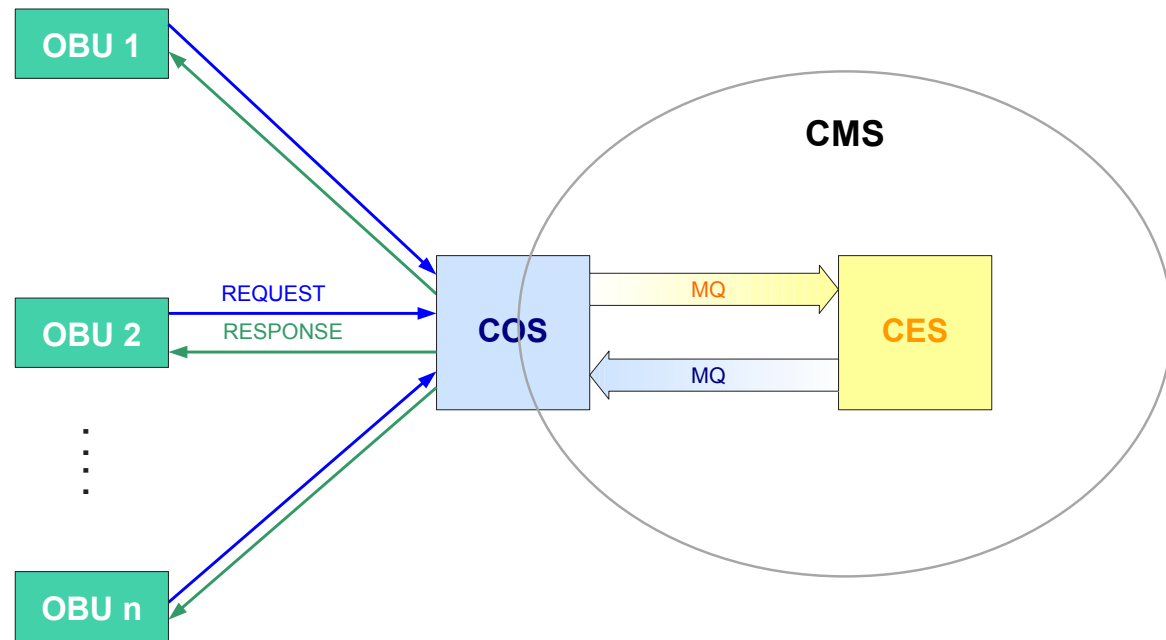 OBU 1
CMS
REQUEST
MQ
OBU 2
RESPONSE
COS
CES
MQ
OBU n